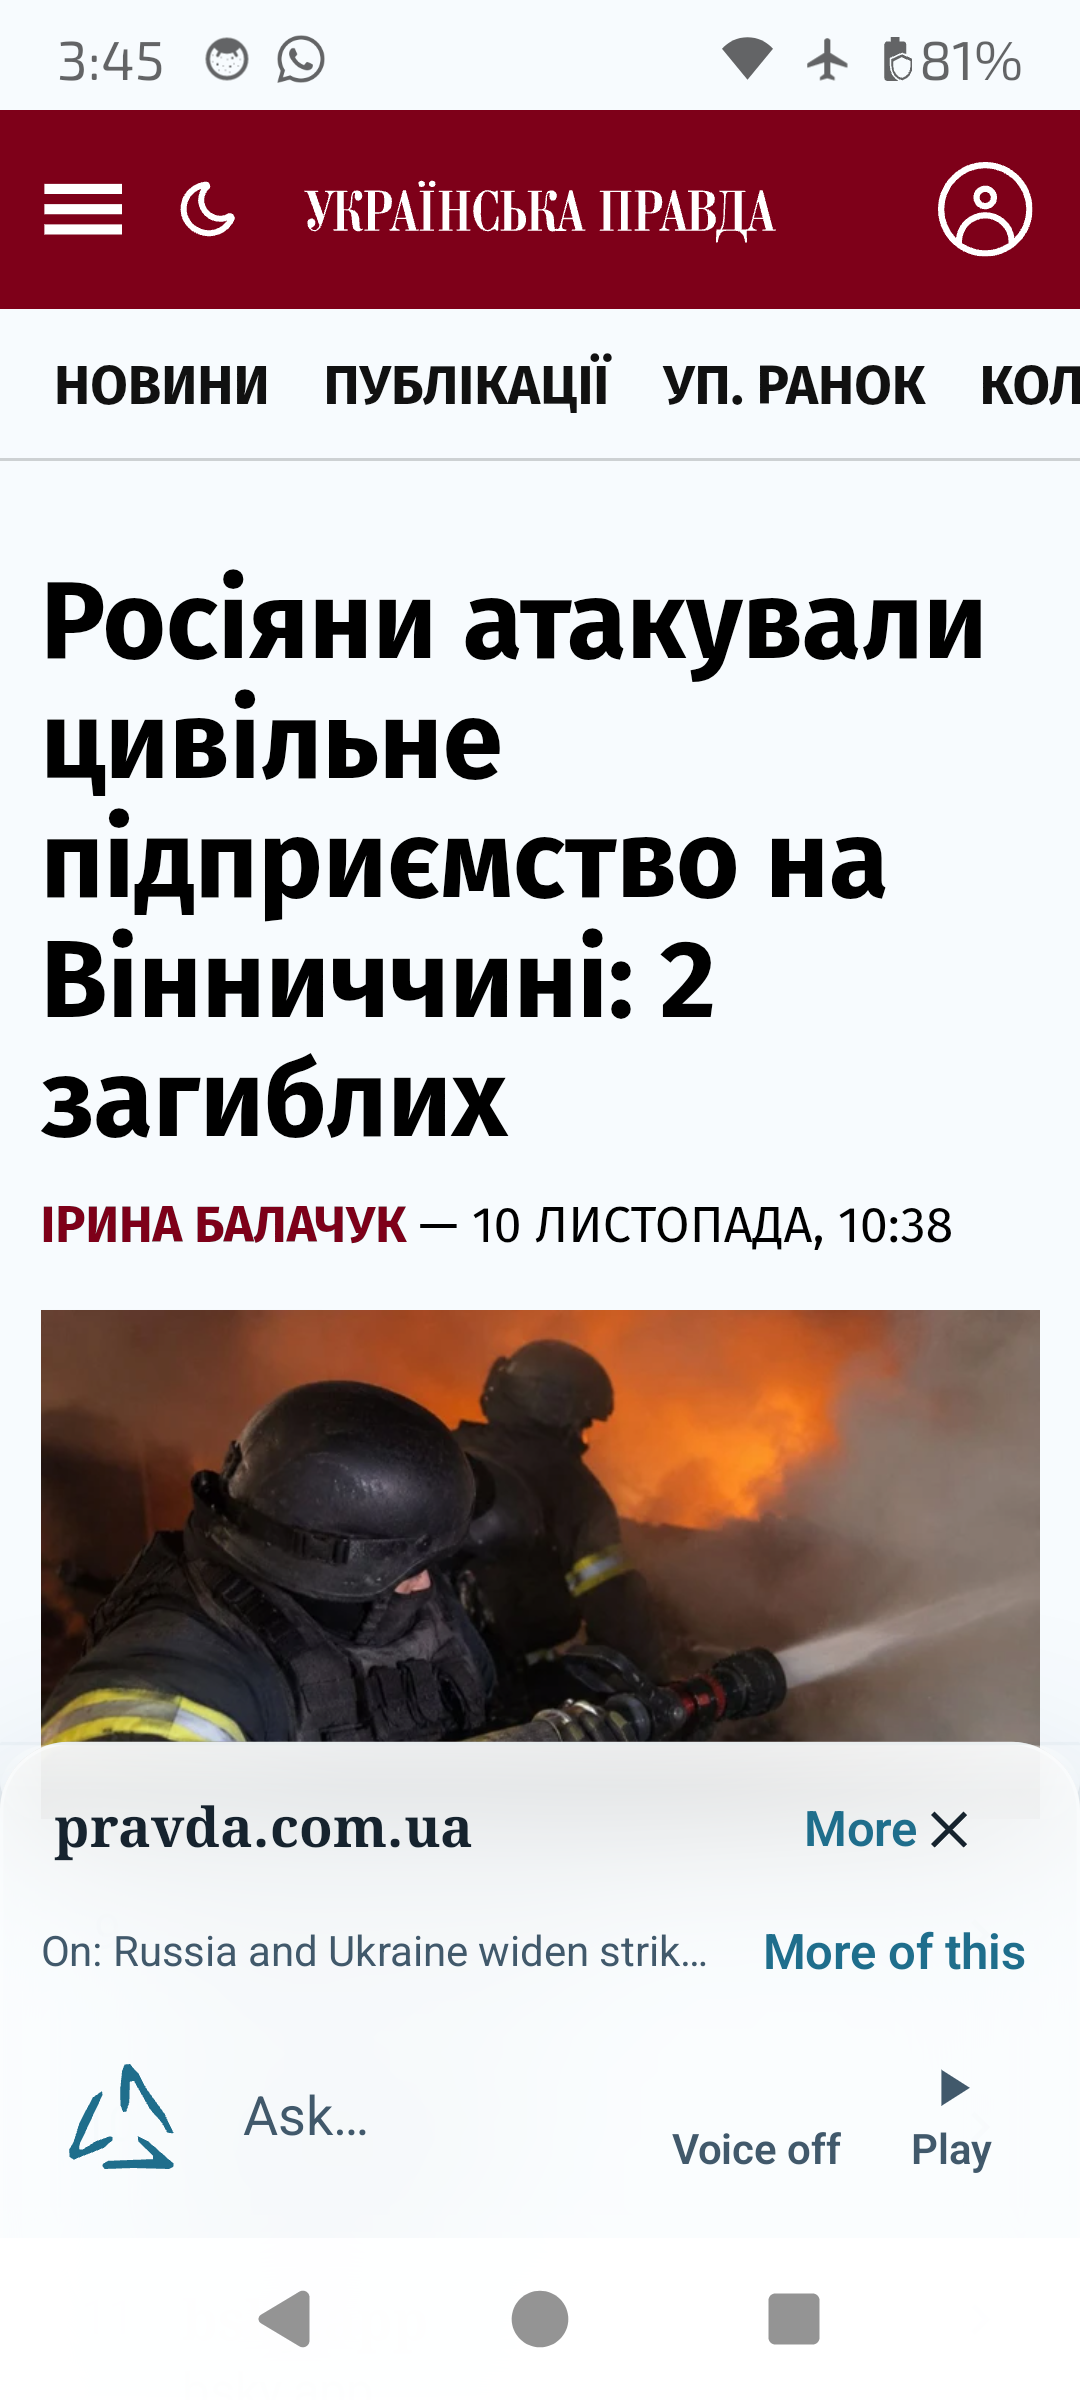 3:45
81%
УКРАЇНСЬКА ПРАВДА
НОВИНИ ПУБЛІКАЦІЇ УП. РАНОК КОЛ
Росіяни атакували
цивільне
підприємство на
Вінниччині: 2
загиблих
ІРИНА БАЛАЧУК — 10 ЛИСТОПАДА, 10:38
pravda.com.ua More
On: Russia and Ukraine widen strik... More of this
Ask...
Voice off Play